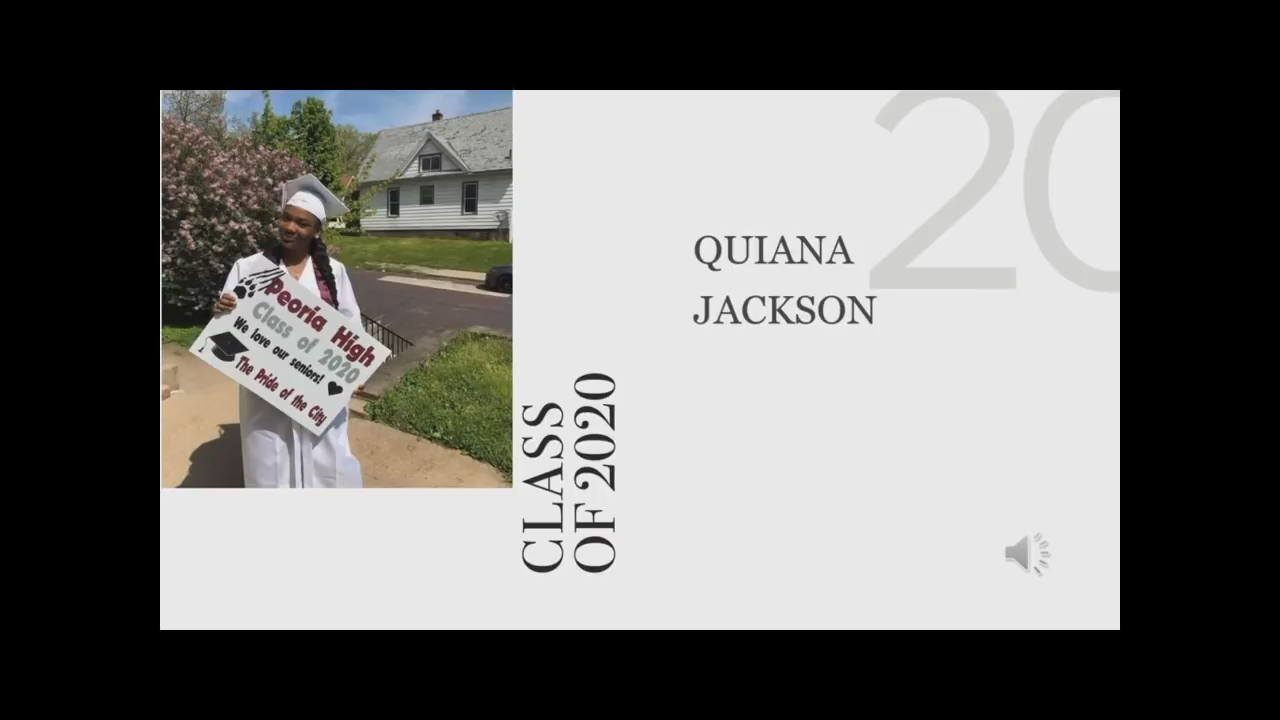 Peoria High
Class of 2020
We love our seniors!
The Pride of the City
CLASS
OF 2020
20
QUIANA
JACKSON